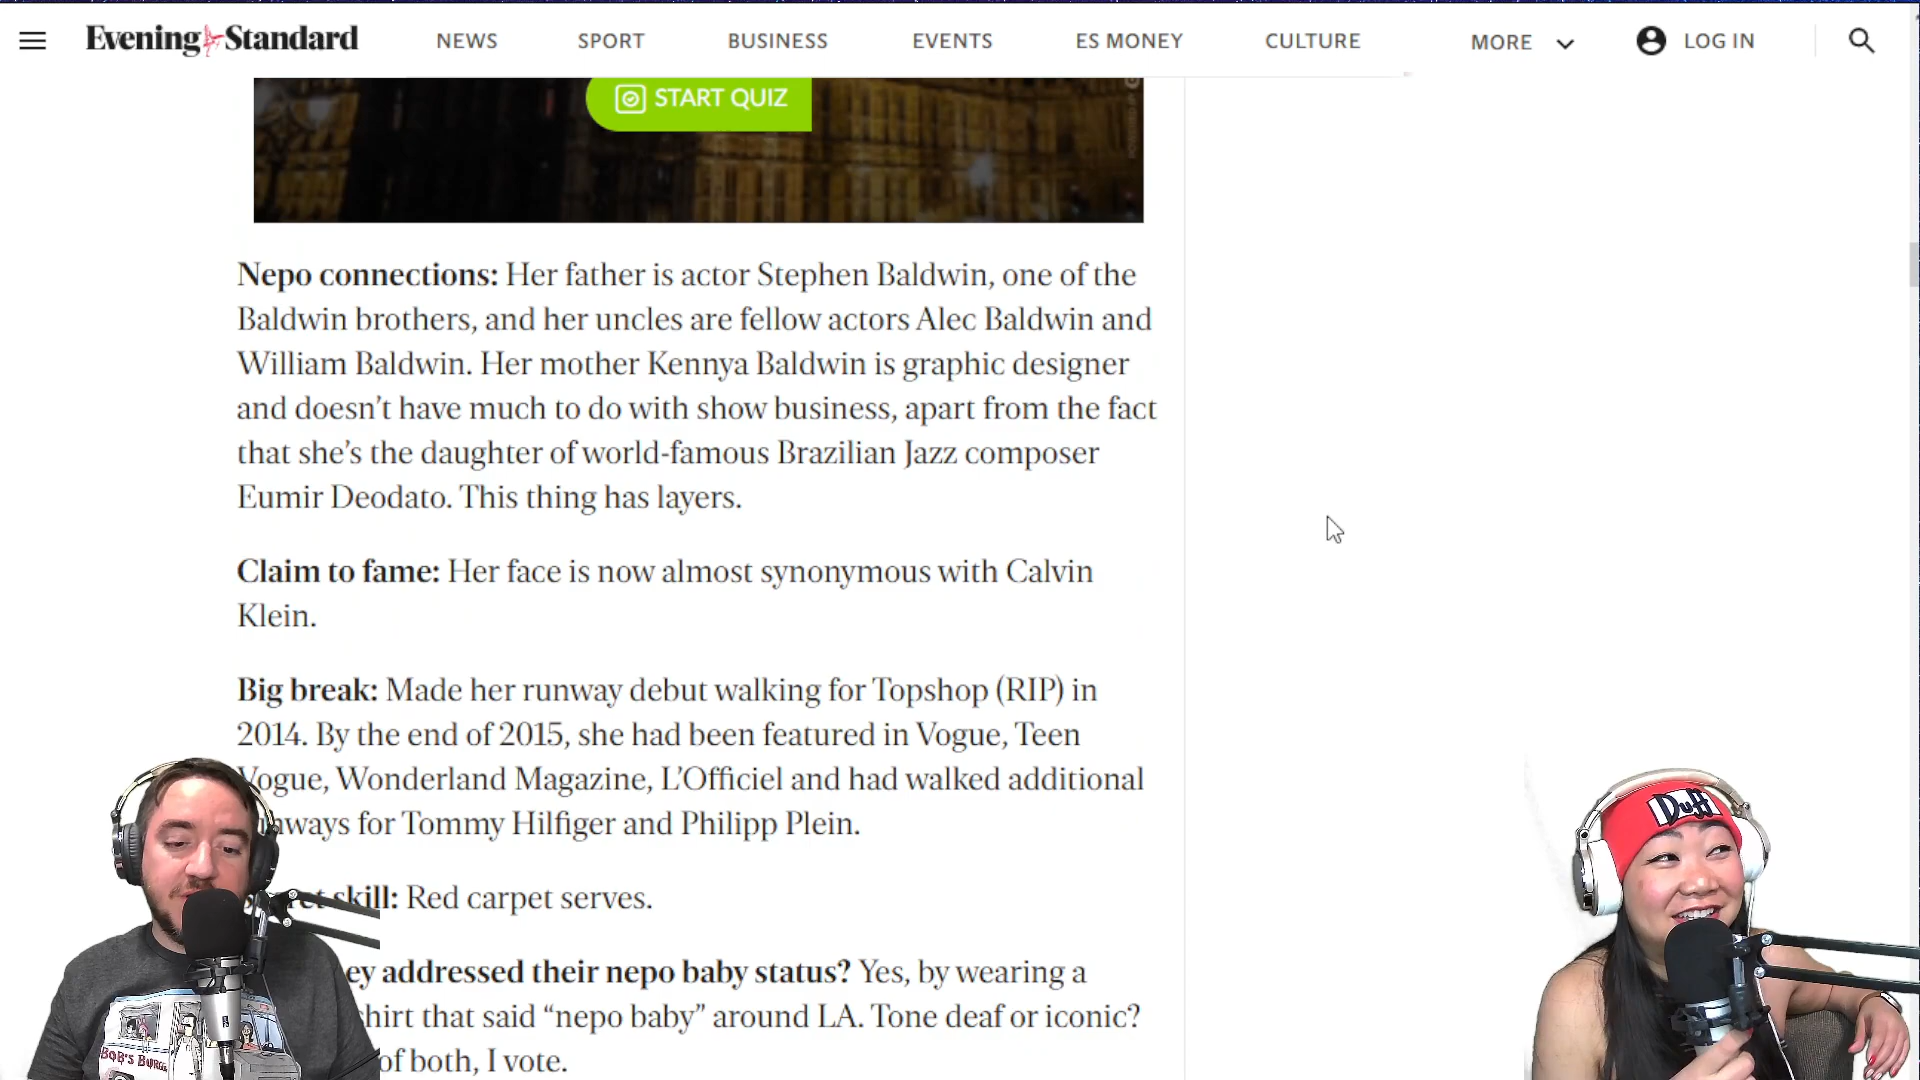 Evening Standard
NEWS
SPORT
BUSINESS
EVENTS
ES MONEY
CULTURE
MORE
LOG IN
START QUIZ
Nepo connections: Her father is actor Stephen Baldwin, one of the
Baldwin brothers, and her uncles are fellow actors Alec Baldwin and
William Baldwin. Her mother Kennya Baldwin is graphic designer
and doesn't have much to do with show business, apart from the fact
that she's the daughter of world-famous Brazilian Jazz composer
Eumir Deodato. This thing has layers.
Claim to fame: Her face is now almost synonymous with Calvin
Klein.
Big break: Made her runway debut walking for Topshop (RIP) in
2014. By the end of 2015, she had been featured in Vogue, Teen
Vogue, Wonderland Magazine, L'Officiel and had walked additional
for Tommy Hilfiger and Philipp Plein.
skill: Red carpet serves.
addressed their nepo baby status? Yes, by wearing a
that said “nepo baby” around LA. Tone deaf or iconic?
of both, I vote.
Duff
BOB'S